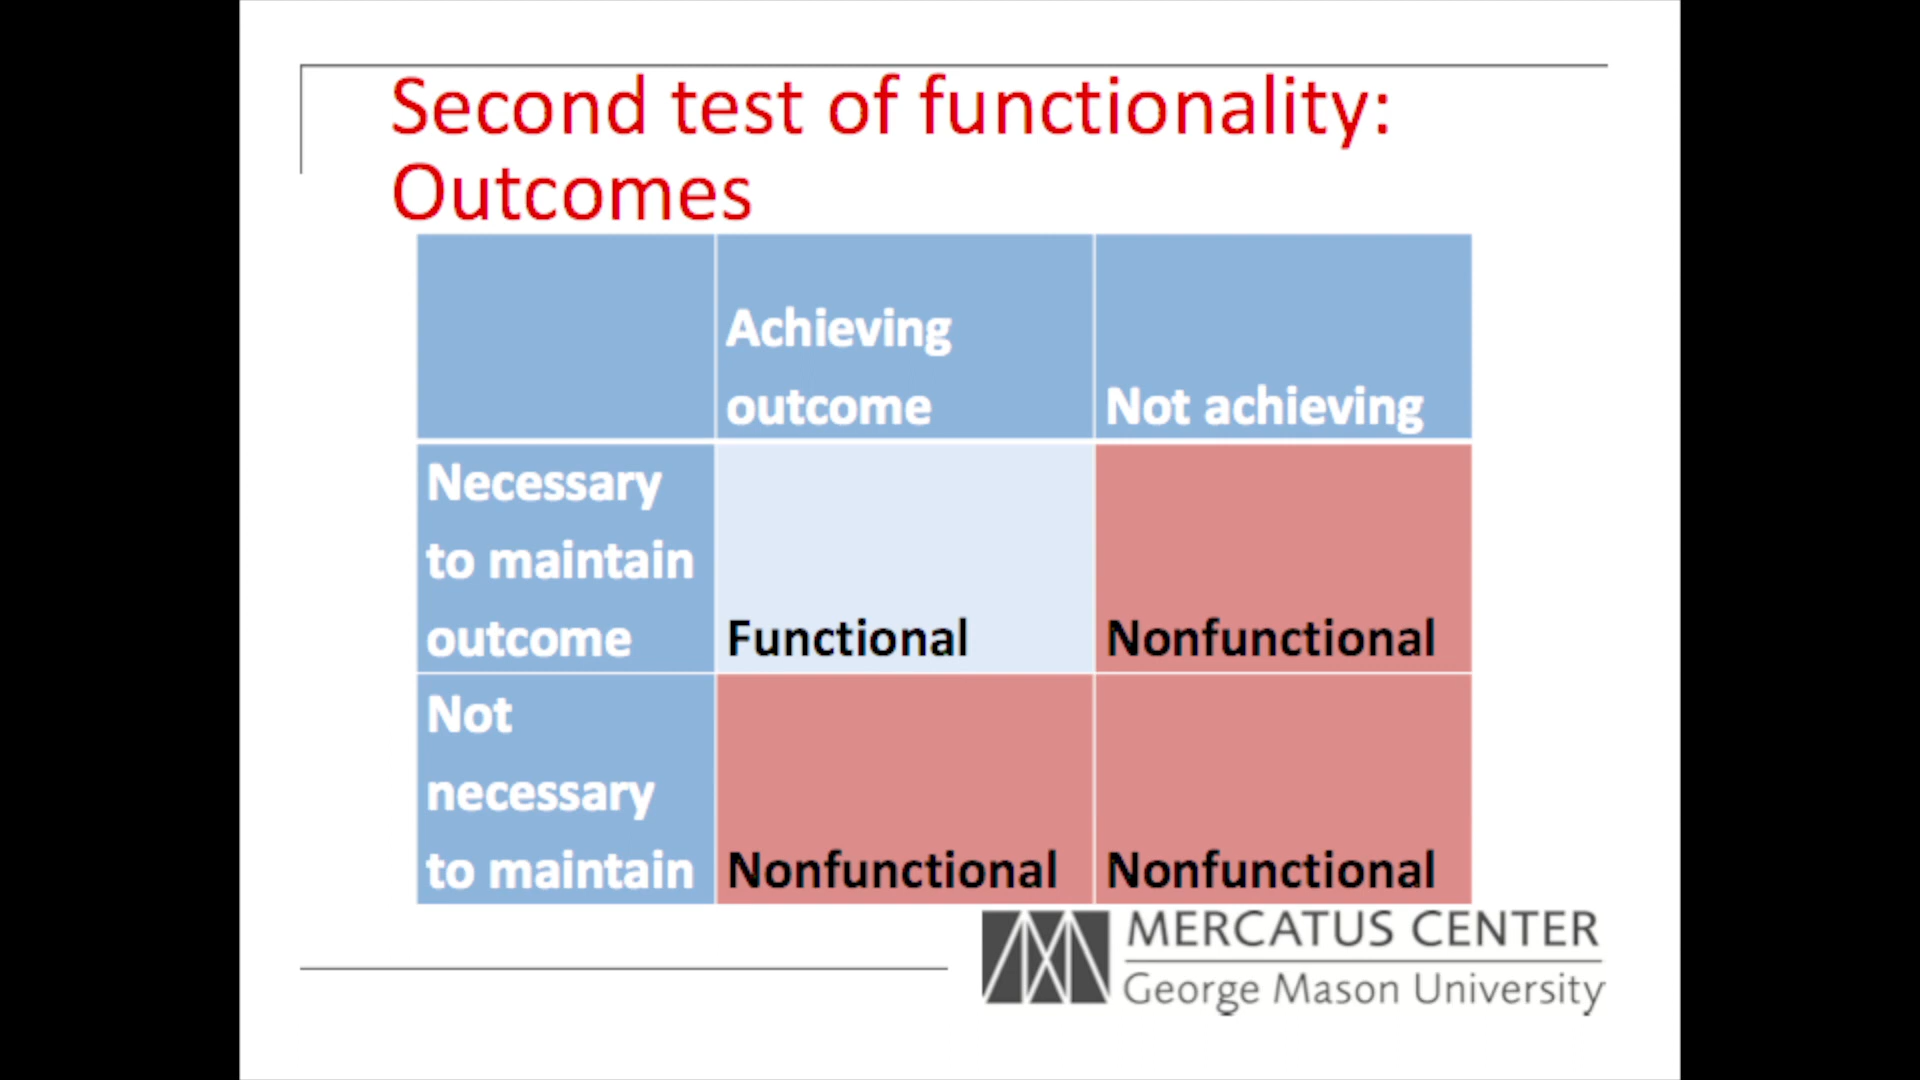 Second test of functionality:
Outcomes
Achieving
outcome
Not achieving
Necessary
to maintain
outcome
Functional
Nonfunctional
Not
necessary
to maintain
Nonfunctional
Nonfunctional
MERCATUS CENTER
George Mason University